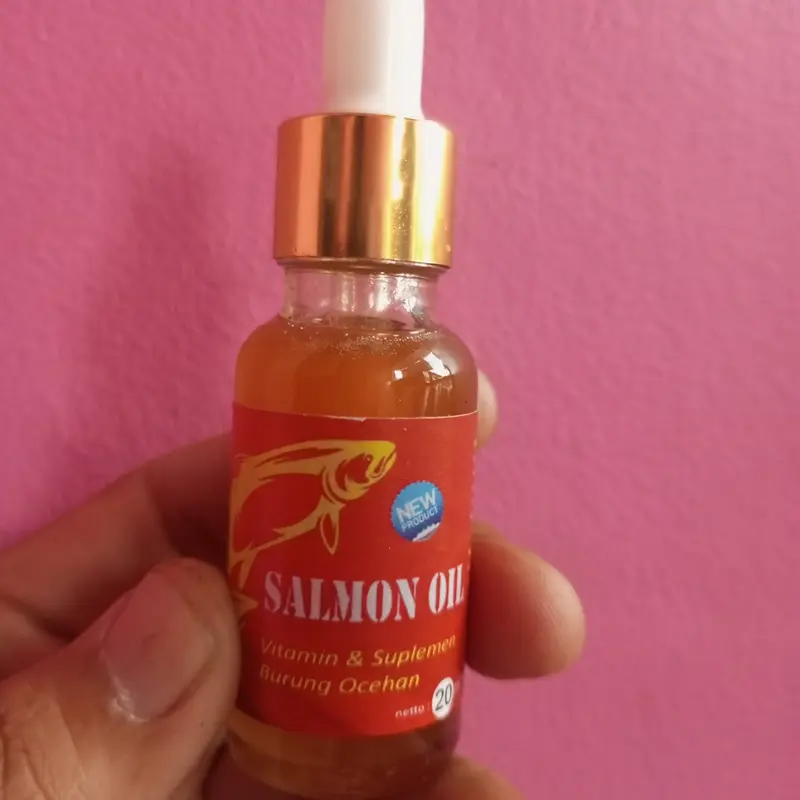 NEW
PRODUCT
SALMON OIL
Vitamin & Suplemen
Burung Ocehan
netto : 20